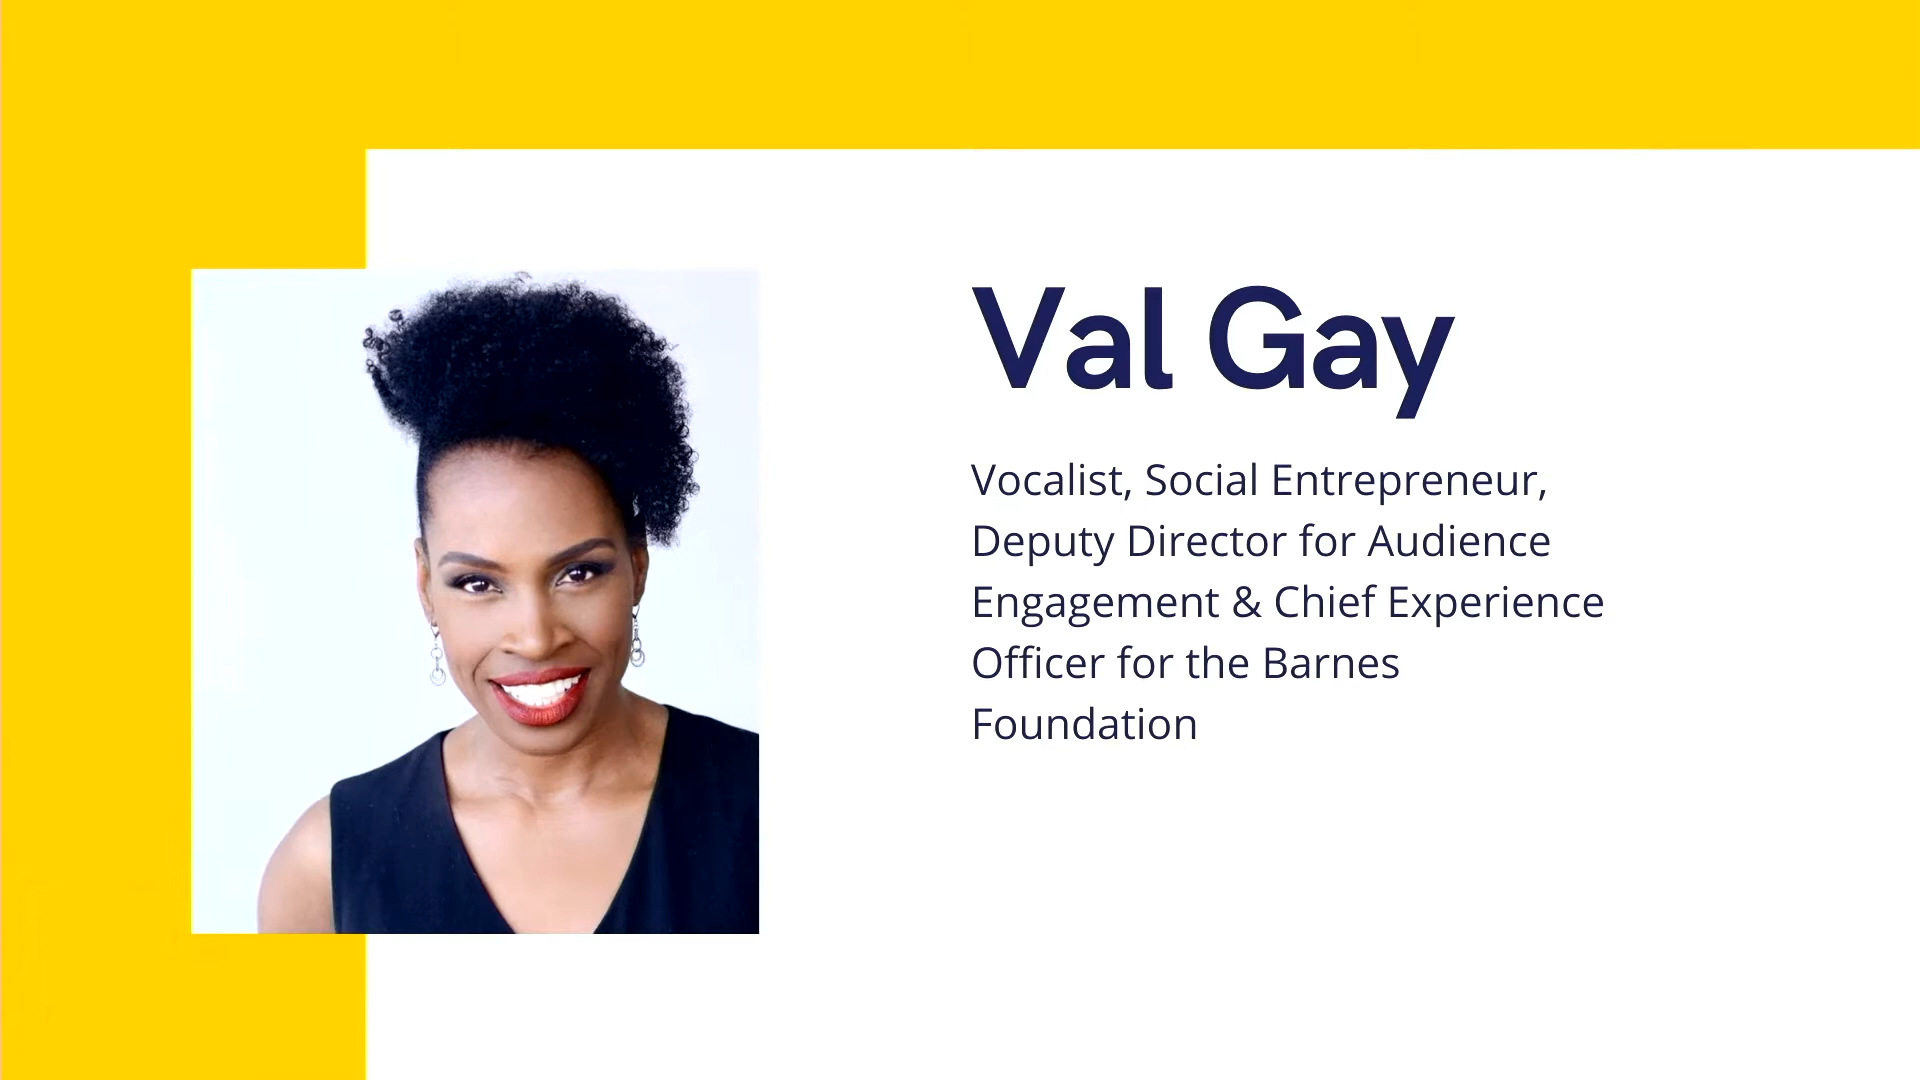 Val Gay
Vocalist, Social Entrepreneur,
Deputy Director for Audience
Engagement & Chief Experience
Officer for the Barnes
Foundation